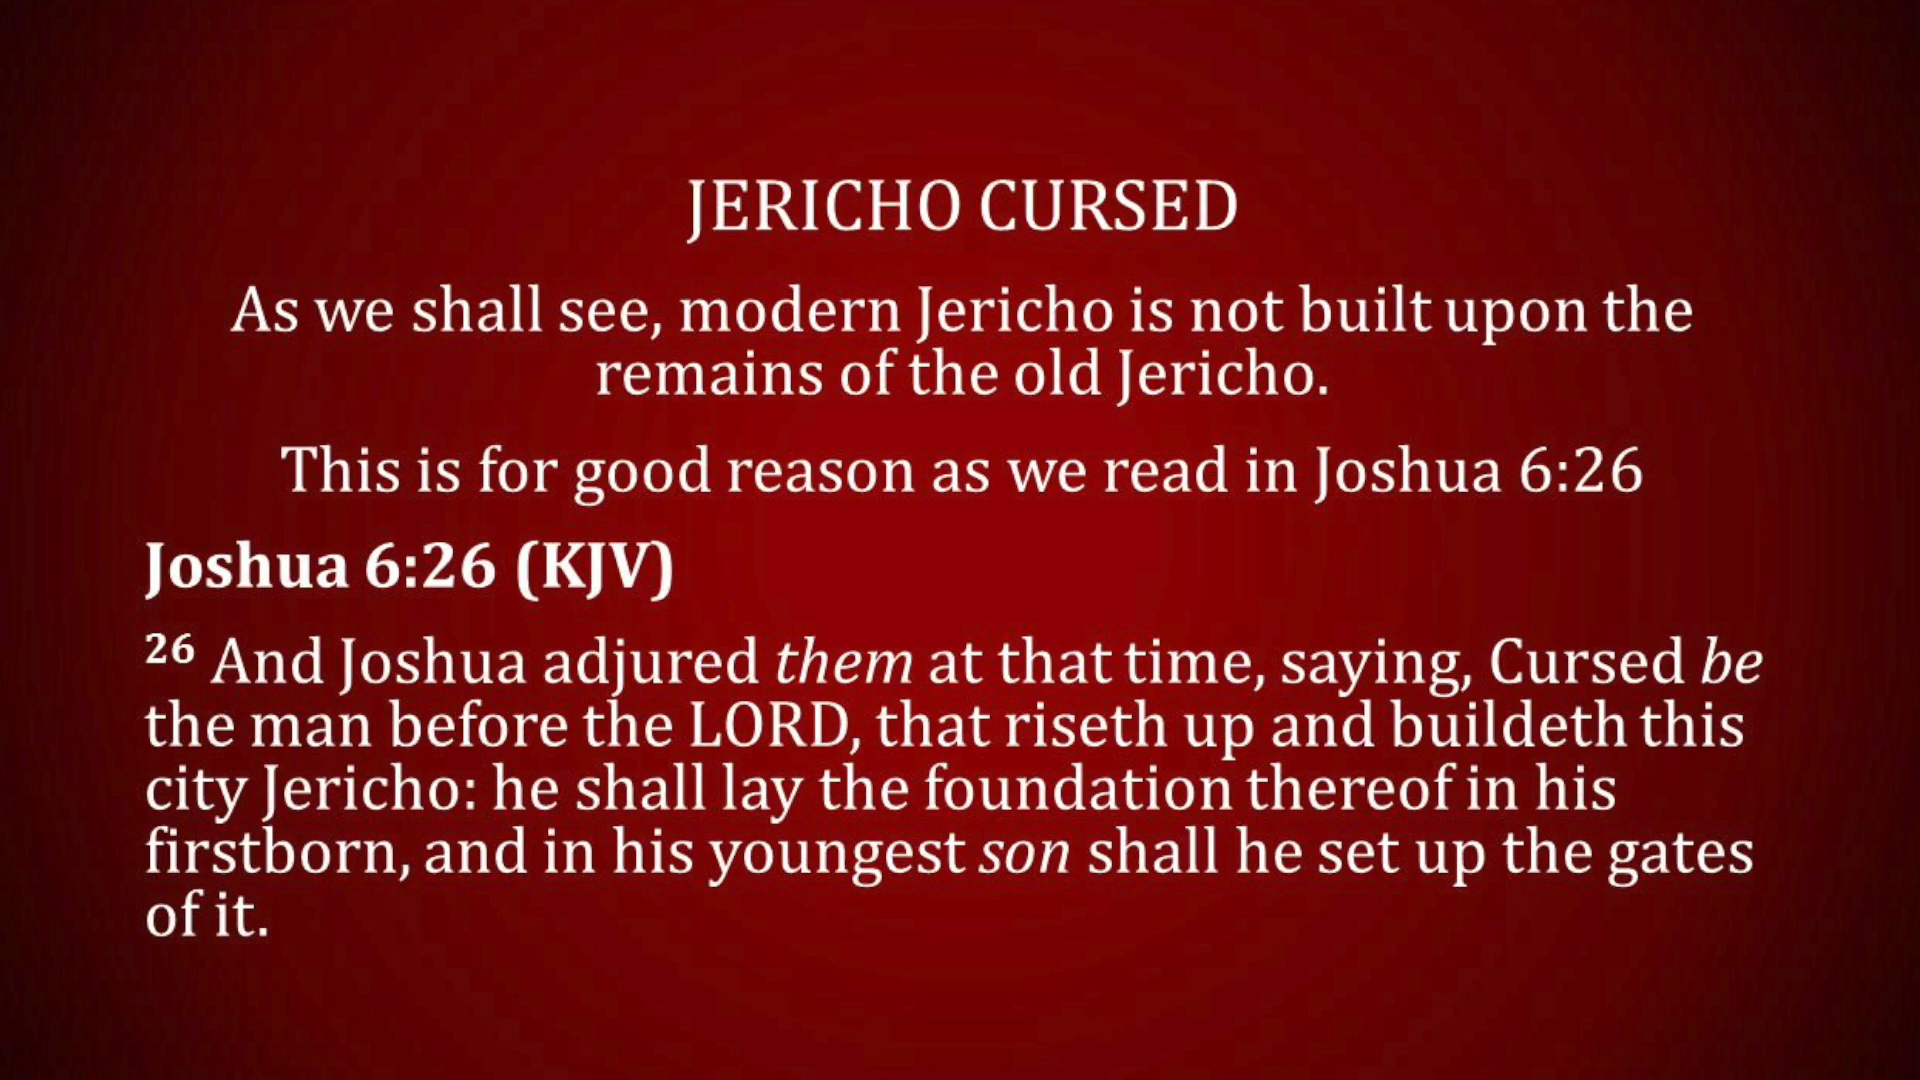 JERICHO CURSED
As we shall see, modern Jericho is not built upon the
remains of the old Jericho.
This is for good reason as we read in Joshua 6:26
Joshua 6:26 (KJV)
26 And Joshua adjured them at that time, saying, Cursed be
the man before the LORD, that riseth up and buildeth this
city Jericho: he shall lay the foundation thereof in his
firstborn, and in his youngest son shall he set up the gates
of it.